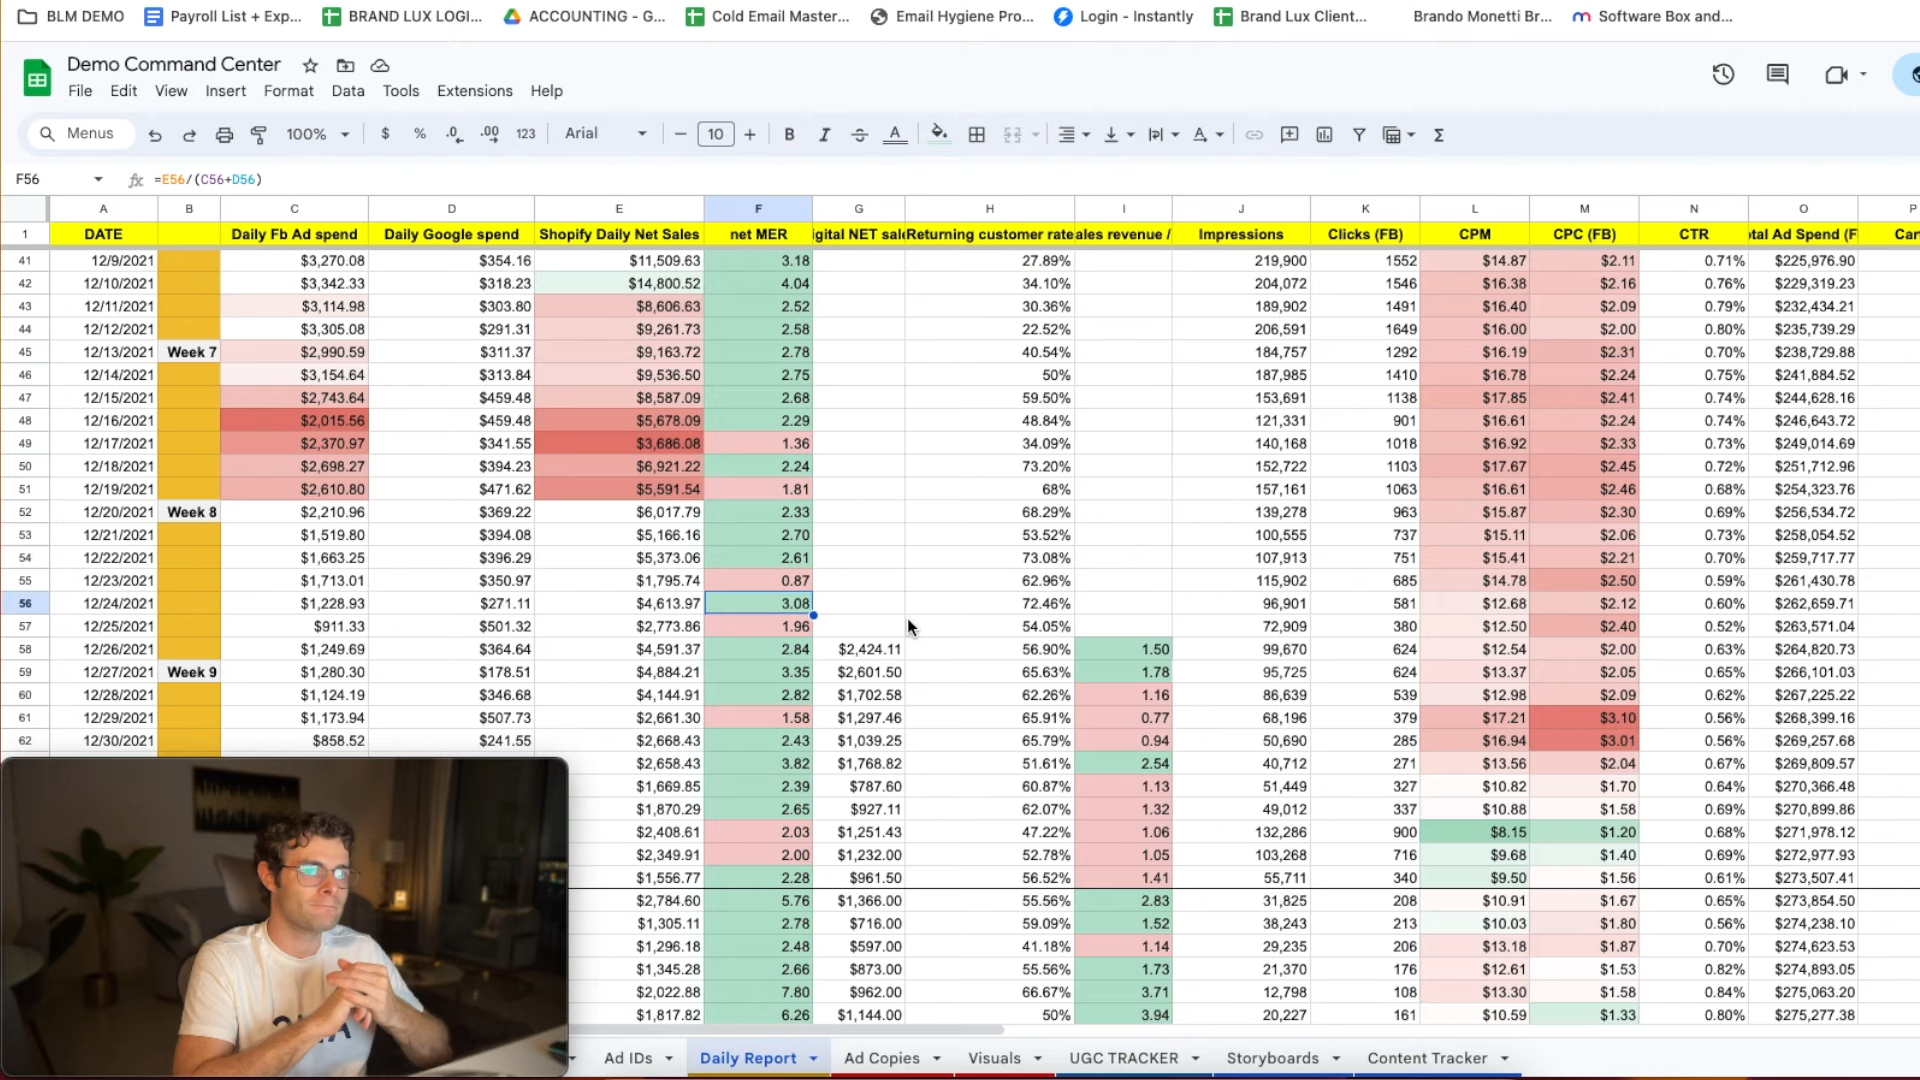 BLM DEMO Payroll List + Exp... BRAND LUX LOGI... ACCOUNTING - G... Cold Email Master... Email Hygiene Pro... Login - Instantly Brand Lux Client... Brando Monetti Br... Software Box and...
Demo Command Center
File Edit View Insert Format Data Tools Extensions Help
Menus 100% $ % .0 .00 123 Arial 10 B I A Σ
F56 fx =E56/(C56+D56)
A B C D E F G H I J K L M N O P
1 DATE Daily Fb Ad spend Daily Google spend Shopify Daily Net Sales net MER igital NET sale Returning customer rate ales revenue / Impressions Clicks (FB) CPM CPC (FB) CTR otal Ad Spend (F Car
41 12/9/2021 $3,270.08 $354.16 $11,509.63 3.18 27.89% 219,900 1552 $14.87 $2.11 0.71% $225,976.90
42 12/10/2021 $3,342.33 $318.23 $14,800.52 4.04 34.10% 204,072 1546 $16.38 $2.16 0.76% $229,319.23
43 12/11/2021 $3,114.98 $303.80 $8,606.63 2.52 30.36% 189,902 1491 $16.40 $2.09 0.79% $232,434.21
44 12/12/2021 $3,305.08 $291.31 $9,261.73 2.58 22.52% 206,591 1649 $16.00 $2.00 0.80% $235,739.29
45 12/13/2021 Week 7 $2,990.59 $311.37 $9,163.72 2.78 40.54% 184,757 1292 $16.19 $2.31 0.70% $238,729.88
46 12/14/2021 $3,154.64 $313.84 $9,536.50 2.75 50% 187,985 1410 $16.78 $2.24 0.75% $241,884.52
47 12/15/2021 $2,743.64 $459.48 $8,587.09 2.68 59.50% 153,691 1138 $17.85 $2.41 0.74% $244,628.16
48 12/16/2021 $2,015.56 $459.48 $5,678.09 2.29 48.84% 121,331 901 $16.61 $2.24 0.74% $246,643.72
49 12/17/2021 $2,370.97 $341.55 $3,686.08 1.36 34.09% 140,168 1018 $16.92 $2.33 0.73% $249,014.69
50 12/18/2021 $2,698.27 $394.23 $6,921.22 2.24 73.20% 152,722 1103 $17.67 $2.45 0.72% $251,712.96
51 12/19/2021 $2,610.80 $471.62 $5,591.54 1.81 68% 157,161 1063 $16.61 $2.46 0.68% $254,323.76
52 12/20/2021 Week 8 $2,210.96 $369.22 $6,017.79 2.33 68.29% 139,278 963 $15.87 $2.30 0.69% $256,534.72
53 12/21/2021 $1,519.80 $394.08 $5,166.16 2.70 53.52% 100,555 737 $15.11 $2.06 0.73% $258,054.52
54 12/22/2021 $1,663.25 $396.29 $5,373.06 2.61 73.08% 107,913 751 $15.41 $2.21 0.70% $259,717.77
55 12/23/2021 $1,713.01 $350.97 $1,795.74 0.87 62.96% 115,902 685 $14.78 $2.50 0.59% $261,430.78
56 12/24/2021 $1,228.93 $271.11 $4,613.97 3.08 72.46% 96,901 581 $12.68 $2.12 0.60% $262,659.71
57 12/25/2021 $911.33 $501.32 $2,773.86 1.96 54.05% 72,909 380 $12.50 $2.40 0.52% $263,571.04
58 12/26/2021 $1,249.69 $364.64 $4,591.37 2.84 $2,424.11 56.90% 1.50 99,670 624 $12.54 $2.00 0.63% $264,820.73
59 12/27/2021 Week 9 $1,280.30 $178.51 $4,884.21 3.35 $2,601.50 65.63% 1.78 95,725 624 $13.37 $2.05 0.65% $266,101.03
60 12/28/2021 $1,124.19 $346.68 $4,144.91 2.82 $1,702.58 62.26% 1.16 86,639 539 $12.98 $2.09 0.62% $267,225.22
61 12/29/2021 $1,173.94 $507.73 $2,661.30 1.58 $1,297.46 65.91% 0.77 68,196 379 $17.21 $3.10 0.56% $268,399.16
62 12/30/2021 $858.52 $241.55 $2,668.43 2.43 $1,039.25 65.79% 0.94 50,690 285 $16.94 $3.01 0.56% $269,257.68
$2,658.43 3.82 $1,768.82 51.61% 2.54 40,712 271 $13.56 $2.04 0.67% $269,809.57
$1,669.85 2.39 $787.60 60.87% 1.13 51,449 327 $10.82 $1.70 0.64% $270,366.48
$1,870.29 2.65 $927.11 62.07% 1.32 49,012 337 $10.88 $1.58 0.69% $270,899.86
$2,408.61 2.03 $1,251.43 47.22% 1.06 132,286 900 $8.15 $1.20 0.68% $271,978.12
$2,349.91 2.00 $1,232.00 52.78% 1.05 103,268 716 $9.68 $1.40 0.69% $272,977.93
$1,556.77 2.28 $961.50 56.52% 1.41 55,711 340 $9.50 $1.56 0.61% $273,507.41
$2,784.60 5.76 $1,366.00 55.56% 2.83 31,825 208 $10.91 $1.67 0.65% $273,854.50
$1,305.11 2.78 $716.00 59.09% 1.52 38,243 213 $10.03 $1.80 0.56% $274,238.10
$1,296.18 2.48 $597.00 41.18% 1.14 29,235 206 $13.18 $1.87 0.70% $274,623.53
$1,345.28 2.66 $873.00 55.56% 1.73 21,370 176 $12.61 $1.53 0.82% $274,893.05
$2,022.88 7.80 $962.00 66.67% 3.71 12,798 108 $13.30 $1.58 0.84% $275,063.20
$1,817.82 6.26 $1,144.00 50% 3.94 20,227 161 $10.59 $1.33 0.80% $275,277.38
Ad IDs Daily Report Ad Copies Visuals UGC TRACKER Storyboards Content Tracker